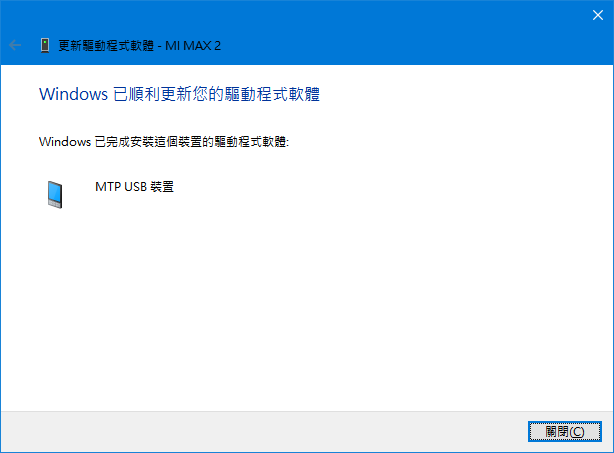 更新驅動程式軟體 - MI MAX 2
Windows 已順利更新您的驅動程式軟體
Windows 已完成安裝這個裝置的驅動程式軟體:
MTP USB 裝置
關閉(C)